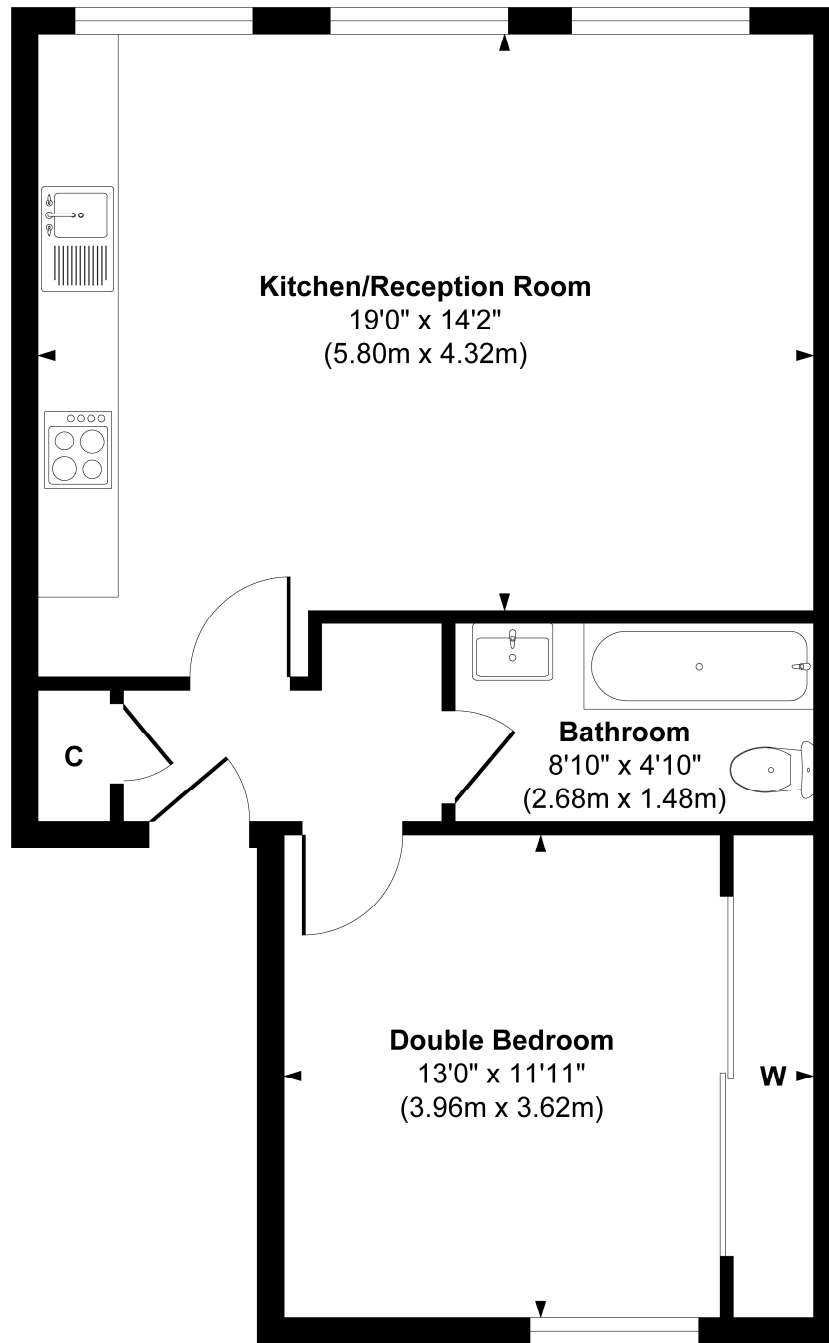 Kitchen/Reception Room
19'0" x 14'2"
(5.80m x 4.32m)
C
Bathroom
8'10" x 4'10"
(2.68m x 1.48m)
Double Bedroom
13'0" x 11'11"
(3.96m x 3.62m)
W